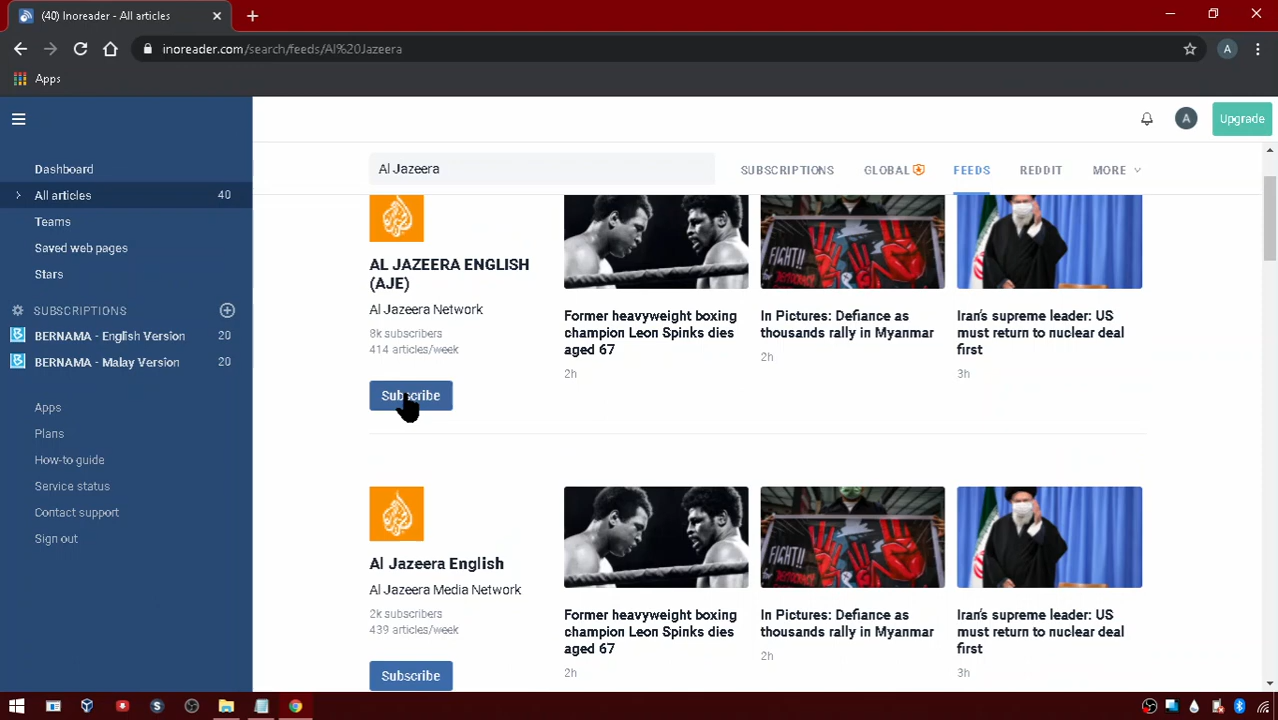 (40) Inoreader - All articles
inoreader.com/search/feeds/Al%20Jazeera
A
Apps
A
Upgrade
Dashboard
All articles 40
Teams
Saved web pages
Stars
SUBSCRIPTIONS
BERNAMA - English Version 20
BERNAMA - Malay Version 20
Apps
Plans
How-to guide
Service status
Contact support
Sign out
Al Jazeera
SUBSCRIPTIONS GLOBAL FEEDS REDDIT MORE
AL JAZEERA ENGLISH
(AJE)
Al Jazeera Network
8k subscribers
414 articles/week
Subscribe
Former heavyweight boxing
champion Leon Spinks dies
aged 67
2h
FIGHT!!
In Pictures: Defiance as
thousands rally in Myanmar
2h
Iran's supreme leader: US
must return to nuclear deal
first
3h
Al Jazeera English
Al Jazeera Media Network
2k subscribers
439 articles/week
Subscribe
Former heavyweight boxing
champion Leon Spinks dies
aged 67
2h
FIGHT!!
In Pictures: Defiance as
thousands rally in Myanmar
2h
Iran's supreme leader: US
must return to nuclear deal
first
3h